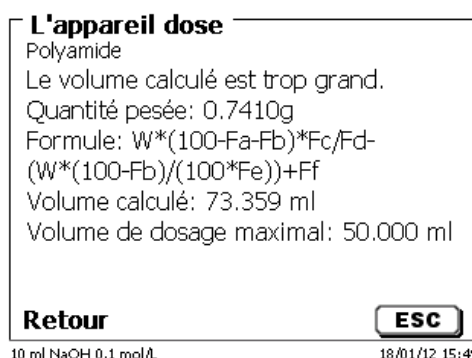 L'appareil dose
Polyamide
Le volume calculé est trop grand.
Quantité pesée: 0.7410g
Formule: W*(100-Fa-Fb)*Fc/Fd-
(W*(100-Fb)/(100*Fe))+Ff
Volume calculé: 73.359 ml
Volume de dosage maximal: 50.000 ml
Retour ESC
10 ml NaOH 0.1 mol/L 18/01/12 15:4